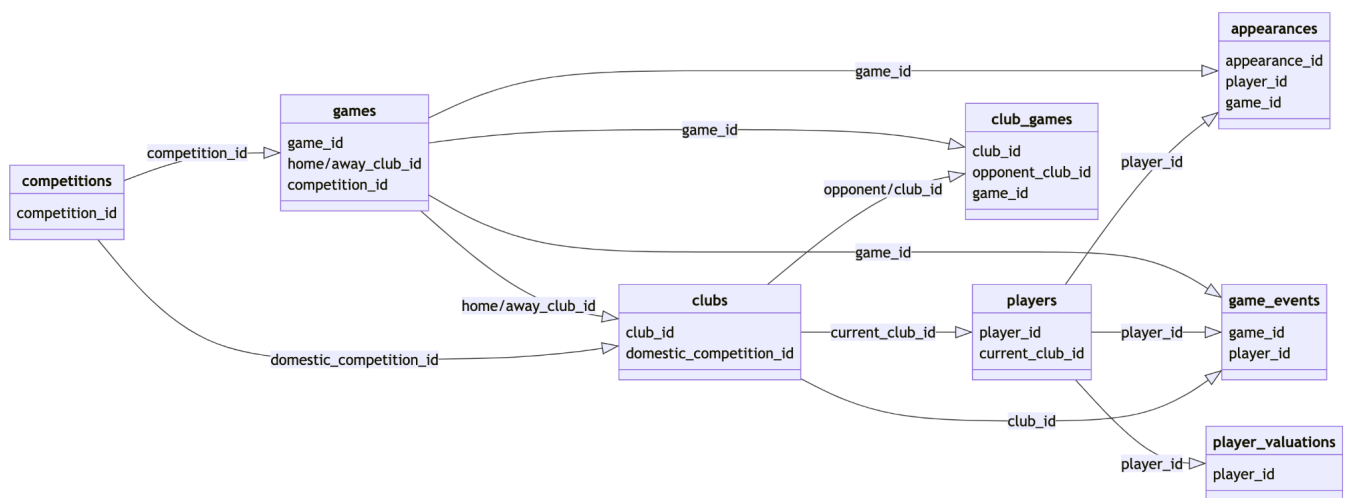 competitions
competition_id
competition_id
games
game_id
home/away_club_id
competition_id
game_id
game_id
appearances
appearance_id
player_id
game_id
club_games
club_id
opponent_club_id
game_id
opponent/club_id
player_id
game_id
home/away_club_id
domestic_competition_id
clubs
club_id
domestic_competition_id
current_club_id
players
player_id
current_club_id
player_id
game_events
game_id
player_id
club_id
player_id
player_valuations
player_id